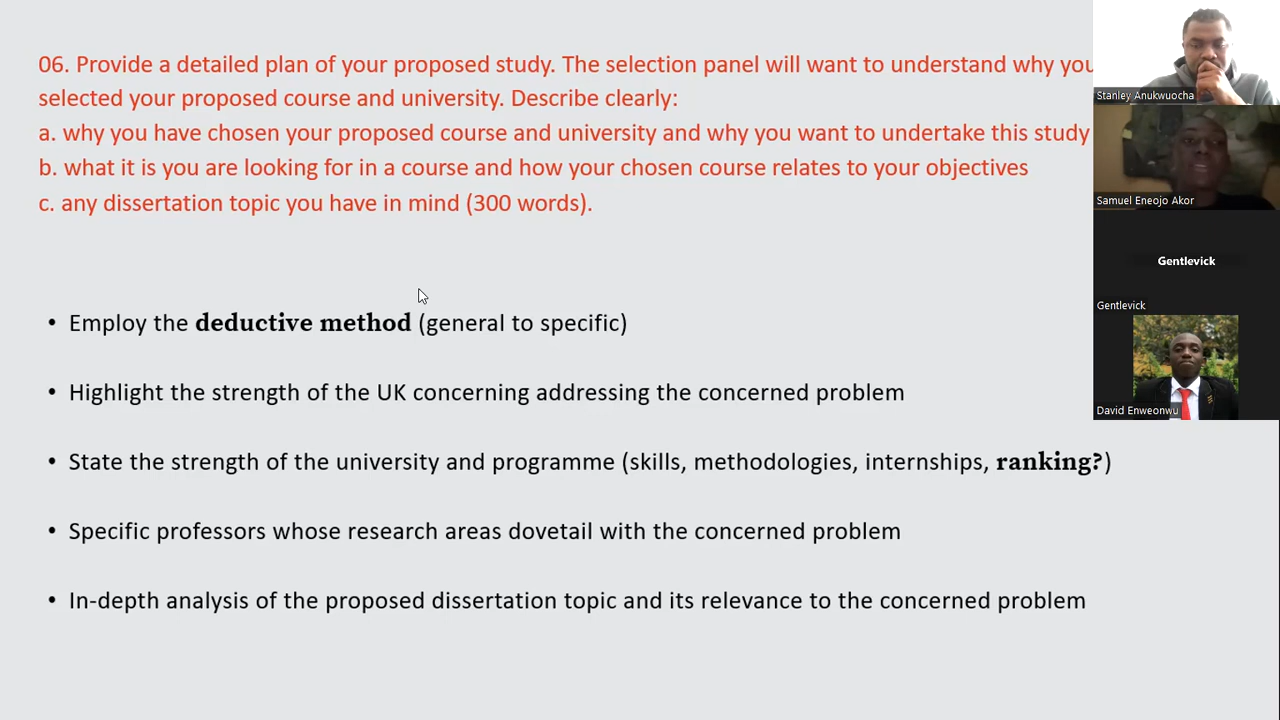 06. Provide a detailed plan of your proposed study. The selection panel will want to understand why you
selected your proposed course and university. Describe clearly:
a. why you have chosen your proposed course and university and why you want to undertake this study
b. what it is you are looking for in a course and how your chosen course relates to your objectives
c. any dissertation topic you have in mind (300 words).
• Employ the deductive method (general to specific)
• Highlight the strength of the UK concerning addressing the concerned problem
• State the strength of the university and programme (skills, methodologies, internships, ranking?)
• Specific professors whose research areas dovetail with the concerned problem
• In-depth analysis of the proposed dissertation topic and its relevance to the concerned problem
Stanley Anukwuocha
Samuel Eneojo Akor
Gentlevick
Gentlevick
David Enweonwu